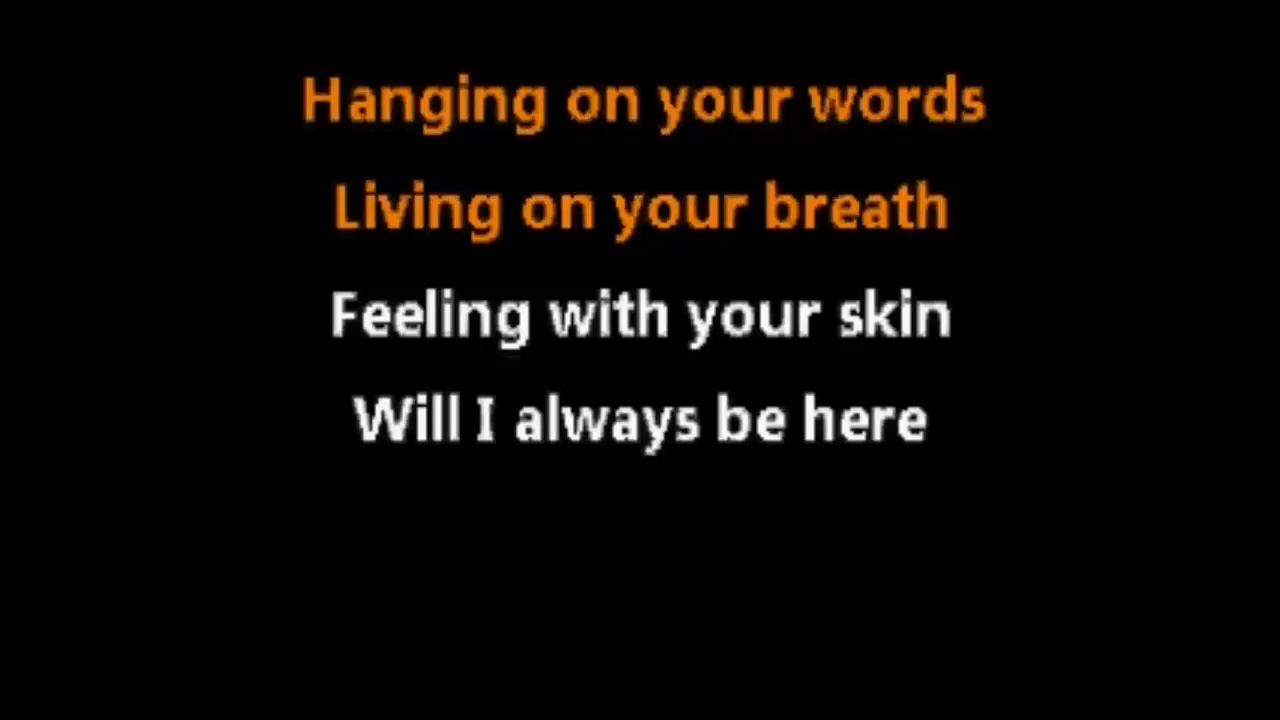 Hanging on your words
Living on your breath
Feeling with your skin
Will I always be here